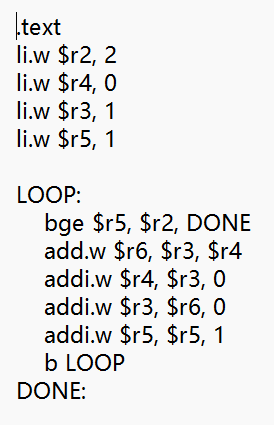 .text
li.w $r2, 2
li.w $r4, 0
li.w $r3, 1
li.w $r5, 1
LOOP:
bge $r5, $r2, DONE
add.w $r6, $r3, $r4
addi.w $r4, $r3, 0
addi.w $r3, $r6, 0
addi.w $r5, $r5, 1
b LOOP
DONE: